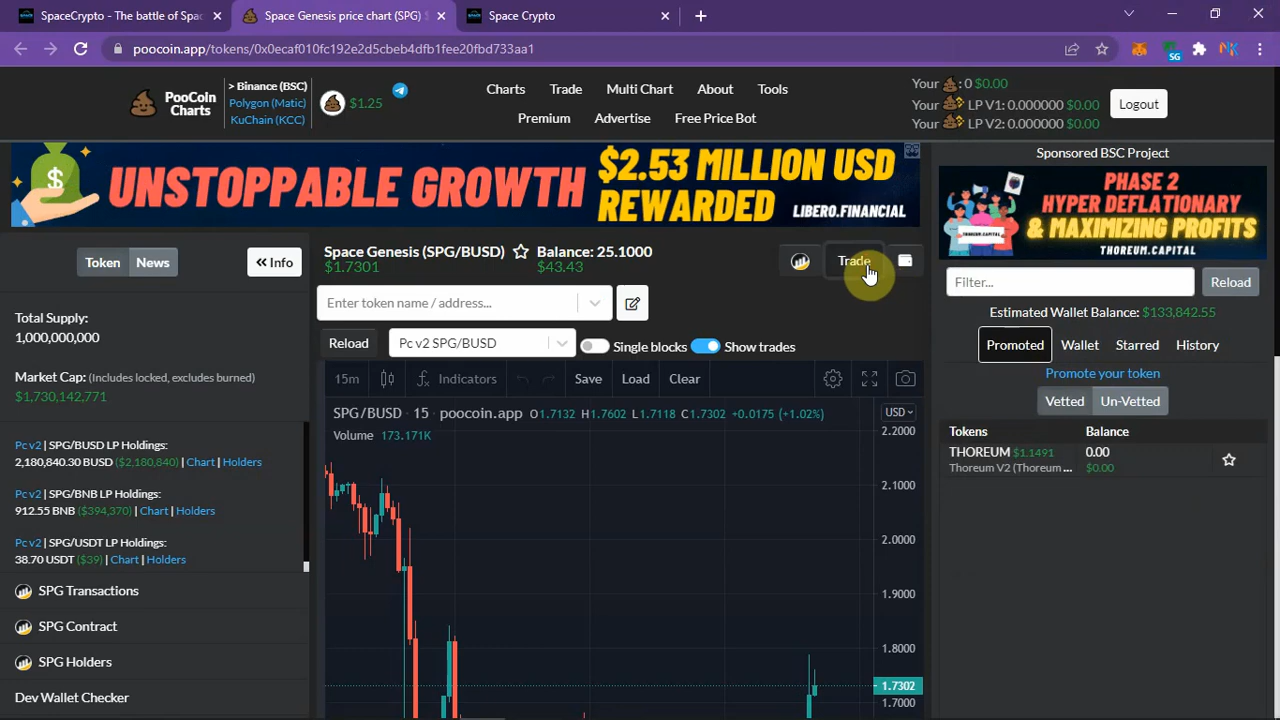 SpaceCrypto - The battle of Spac
Space Genesis price chart (SPG) $
Space Crypto
poocoin.app/tokens/0x0ecaf010fc192e2d5cbeb4dfb1fee20fbd733aa1
SG
NK
PooCoin
Charts
> Binance (BSC)
Polygon (Matic)
KuChain (KCC)
$1.25
Charts
Trade
Multi Chart
About
Tools
Premium
Advertise
Free Price Bot
Your : 0 $0.00
Your LP V1: 0.000000 $0.00
Your LP V2: 0.000000 $0.00
Logout
UNSTOPPABLE GROWTH
$2.53 MILLION USD
REWARDED
LIBERO.FINANCIAL
Sponsored BSC Project
PHASE 2
HYPER DEFLATIONARY
& MAXIMIZING PROFITS
THOREUM.CAPITAL
THOREUM.CAPITAL
Token
News
Info
Space Genesis (SPG/BUSD)
$1.7301
Balance: 25.1000
$43.43
Trade
Filter...
Reload
Enter token name / address...
Total Supply:
1,000,000,000
Estimated Wallet Balance: $133,842.55
Reload
Pc v2 SPG/BUSD
Single blocks
Show trades
Promoted
Wallet
Starred
History
Market Cap: (Includes locked, excludes burned)
$1,730,142,771
Promote your token
15m
Indicators
Save
Load
Clear
Vetted
Un-Vetted
SPG/BUSD · 15 · poocoin.app O1.7132 H1.7602 L1.7118 C1.7302 +0.0175 (+1.02%)
USD
Volume 173.171K
Tokens
Balance
Pc v2 | SPG/BUSD LP Holdings:
2,180,840.30 BUSD ($2,180,840) | Chart | Holders
THOREUM $1.1491
Thoreum V2 (Thoreum ...
0.00
$0.00
Pc v2 | SPG/BNB LP Holdings:
912.55 BNB ($394,370) | Chart | Holders
Pc v2 | SPG/USDT LP Holdings:
38.70 USDT ($39) | Chart | Holders
SPG Transactions
SPG Contract
SPG Holders
Dev Wallet Checker
2.2000
2.1000
2.0000
1.9000
1.8000
1.7302
1.7000